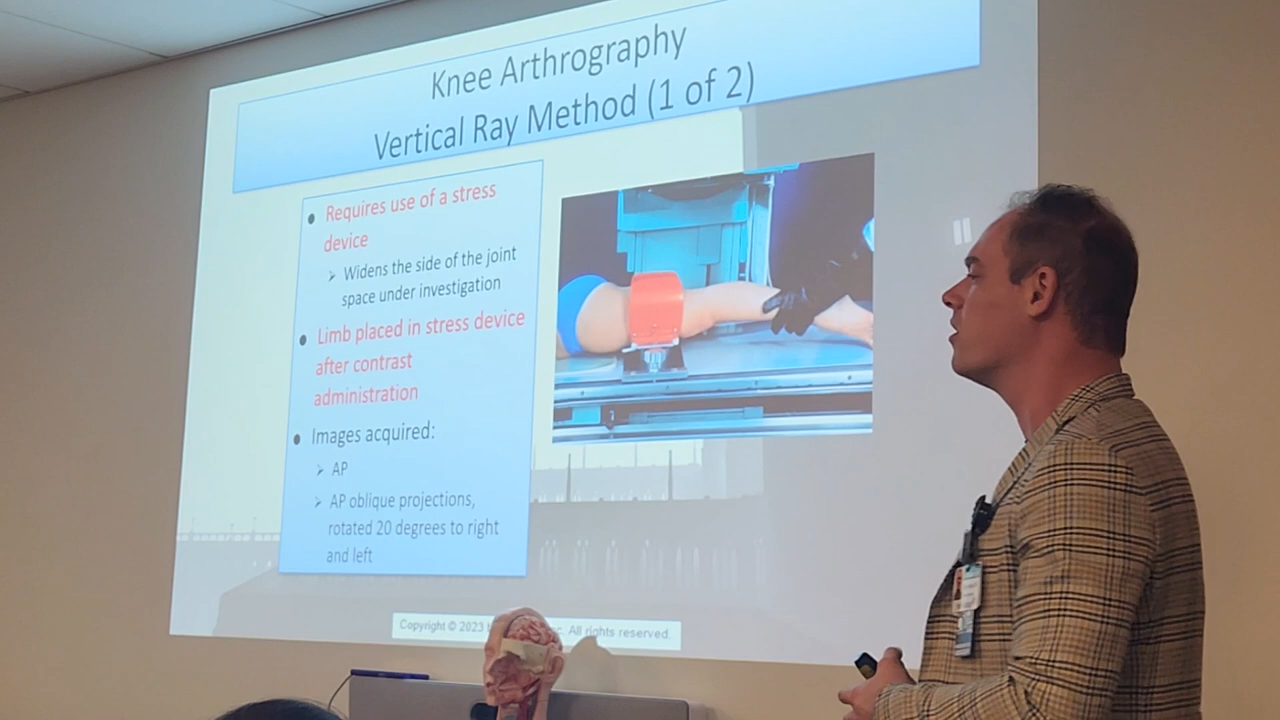 Knee Arthrography
Vertical Ray Method (1 of 2)
• Requires use of a stress
device
➢ Widens the side of the joint
space under investigation
• Limb placed in stress device
after contrast
administration
• Images acquired:
➢ AP
➢ AP oblique projections,
rotated 20 degrees to right
and left
Copyright © 2023 All rights reserved.